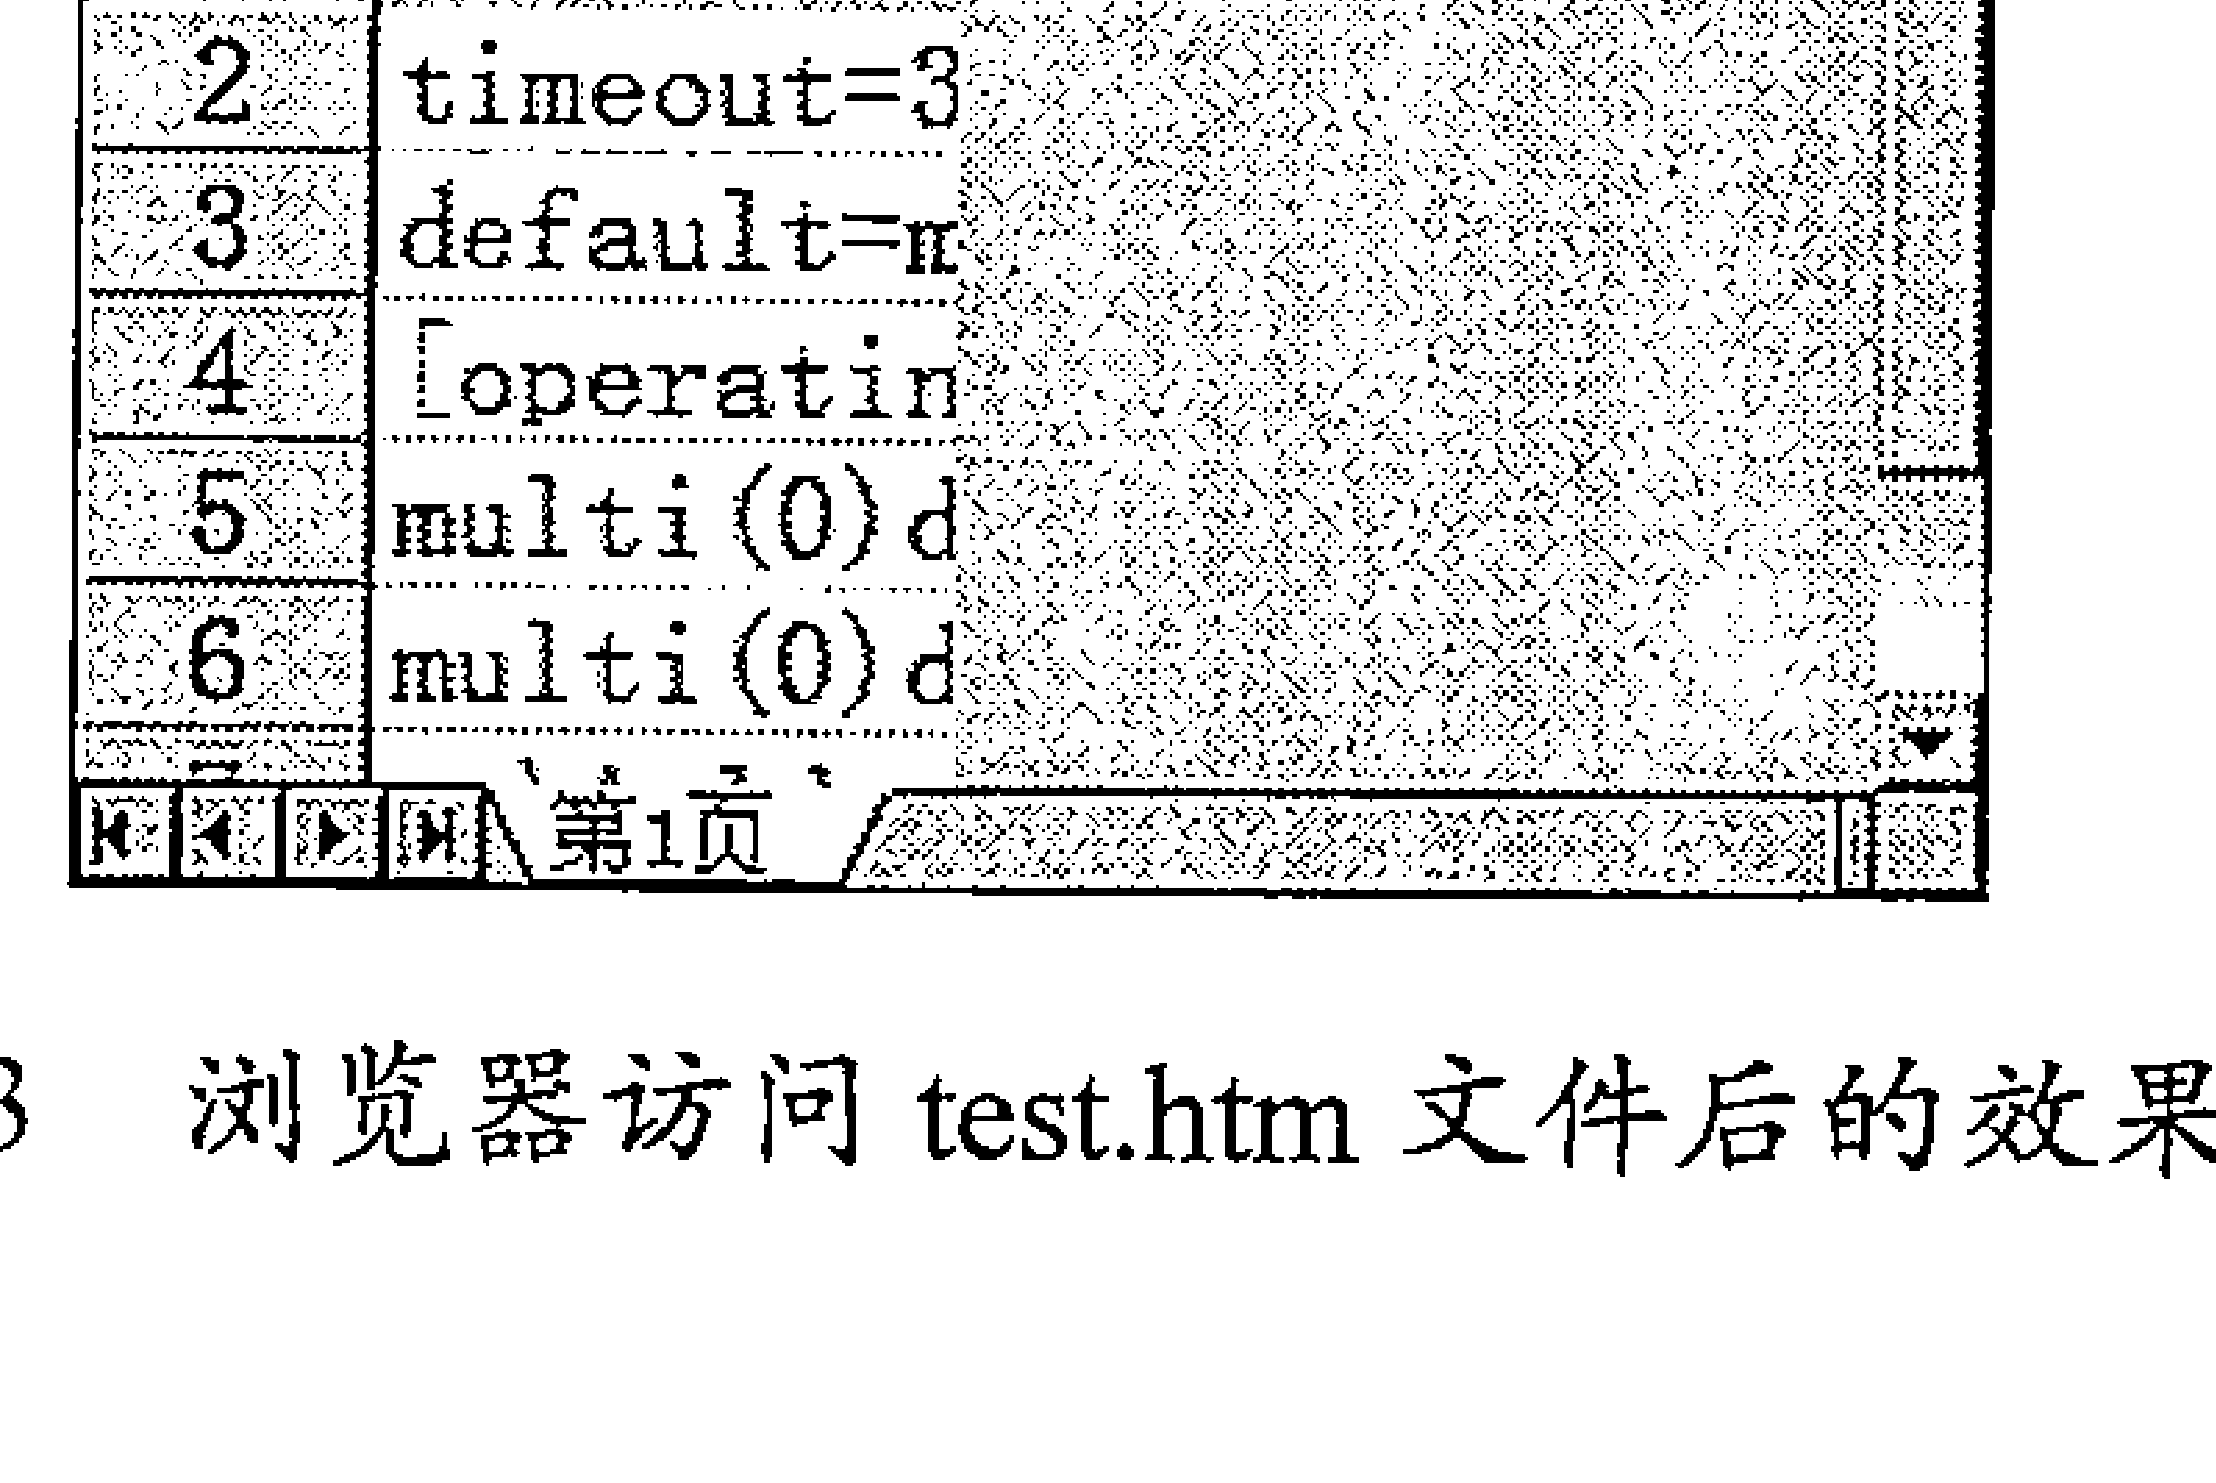 2 timeout=3
3 default=m
4 [operatin
5 multi(0)d
6 multi(0)d
第1页
3 浏览器访问 test.htm 文件后的效果